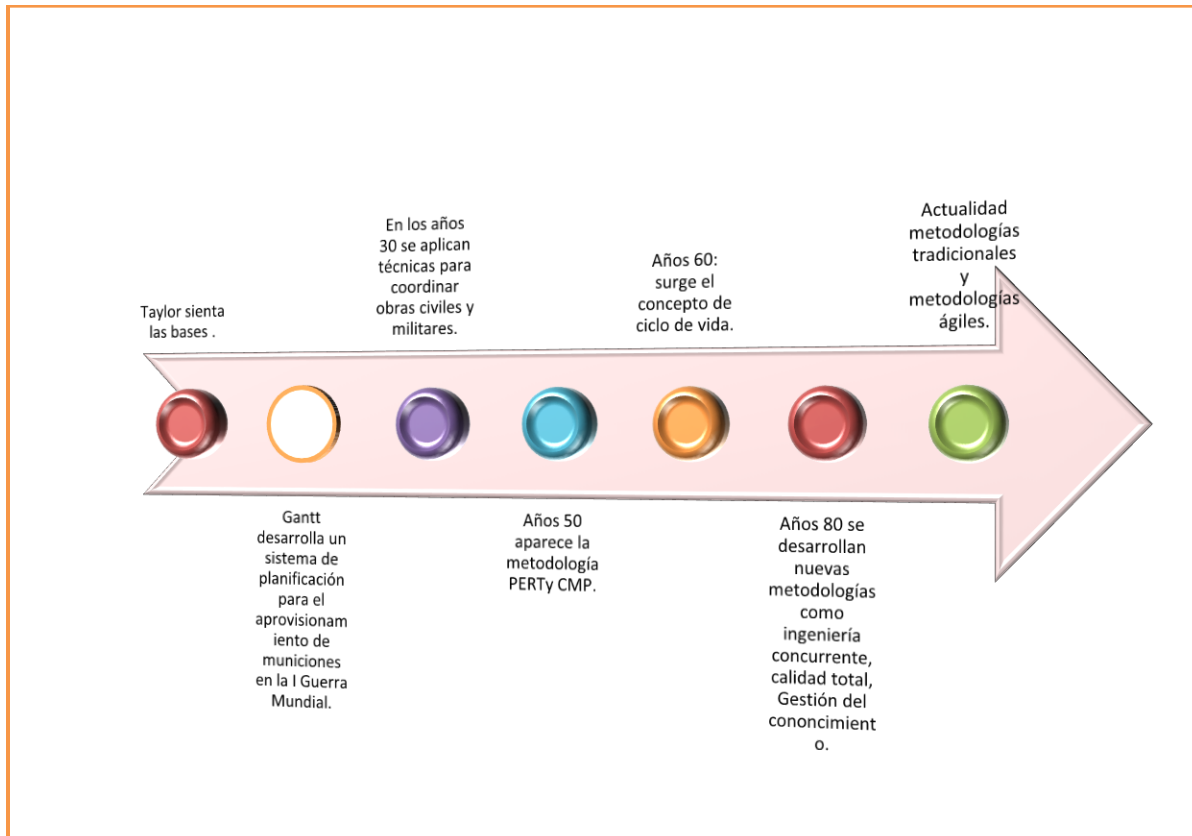 Taylor sienta
las bases .
Gantt
desarrolla un
sistema de
planificación
para el
aprovisionam
iento de
municiones
en la I Guerra
Mundial.
En los años
30 se aplican
técnicas para
coordinar
obras civiles y
militares.
Años 50
aparece la
metodología
PERTy CMP.
Años 60:
surge el
concepto de
ciclo de vida.
Años 80 se
desarrollan
nuevas
metodologías
como
ingeniería
concurrente,
calidad total,
Gestión del
cononcimient
o.
Actualidad
metodologías
tradicionales
y
metodologías
ágiles.